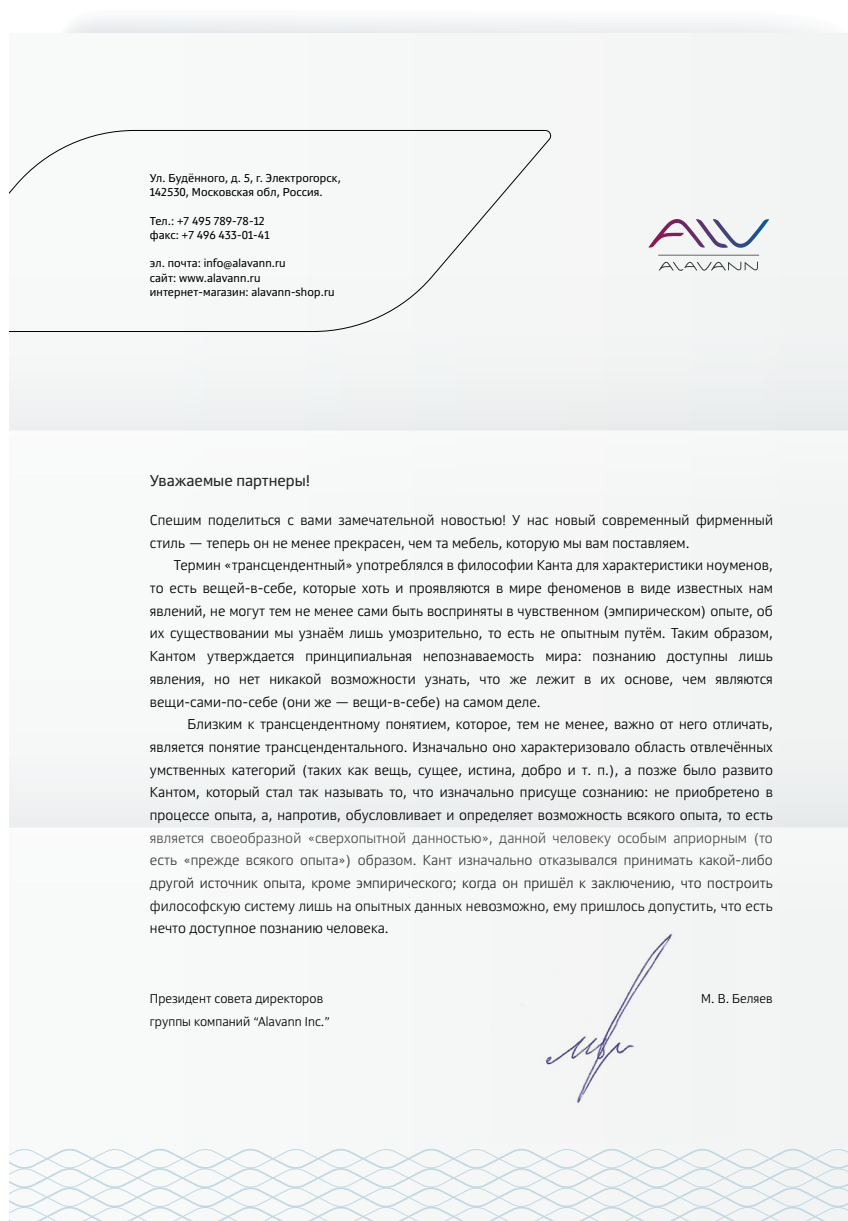 Ул. Будённого, д. 5, г. Электрогорск,
142530, Московская обл, Россия.
Тел.: +7 495 789-78-12
факс: +7 496 433-01-41
эл. почта: info@alavann.ru
сайт: www.alavann.ru
интернет-магазин: alavann-shop.ru
ALAVANN
Уважаемые партнеры!
Спешим поделиться с вами замечательной новостью! У нас новый современный фирменный
стиль — теперь он не менее прекрасен, чем та мебель, которую мы вам поставляем.
Термин «трансцендентный» употреблялся в философии Канта для характеристики ноуменов,
то есть вещей-в-себе, которые хоть и проявляются в мире феноменов в виде известных нам
явлений, не могут тем не менее сами быть восприняты в чувственном (эмпирическом) опыте, об
их существовании мы узнаём лишь умозрительно, то есть не опытным путём. Таким образом,
Кантом утверждается принципиальная непознаваемость мира: познанию доступны лишь
явления, но нет никакой возможности узнать, что же лежит в их основе, чем являются
вещи-сами-по-себе (они же — вещи-в-себе) на самом деле.
Близким к трансцендентному понятием, которое, тем не менее, важно от него отличать,
является понятие трансцендентального. Изначально оно характеризовало область отвлечённых
умственных категорий (таких как вещь, сущее, истина, добро и т. п.), а позже было развито
Кантом, который стал так называть то, что изначально присуще сознанию: не приобретено в
процессе опыта, а, напротив, обусловливает и определяет возможность всякого опыта, то есть
является своеобразной «сверхопытной данностью», данной человеку особым априорным (то
есть «прежде всякого опыта») образом. Кант изначально отказывался принимать какой-либо
другой источник опыта, кроме эмпирического; когда он пришёл к заключению, что построить
философскую систему лишь на опытных данных невозможно, ему пришлось допустить, что есть
нечто доступное познанию человека.
Президент совета директоров
группы компаний “Alavann Inc.”
М. В. Беляев